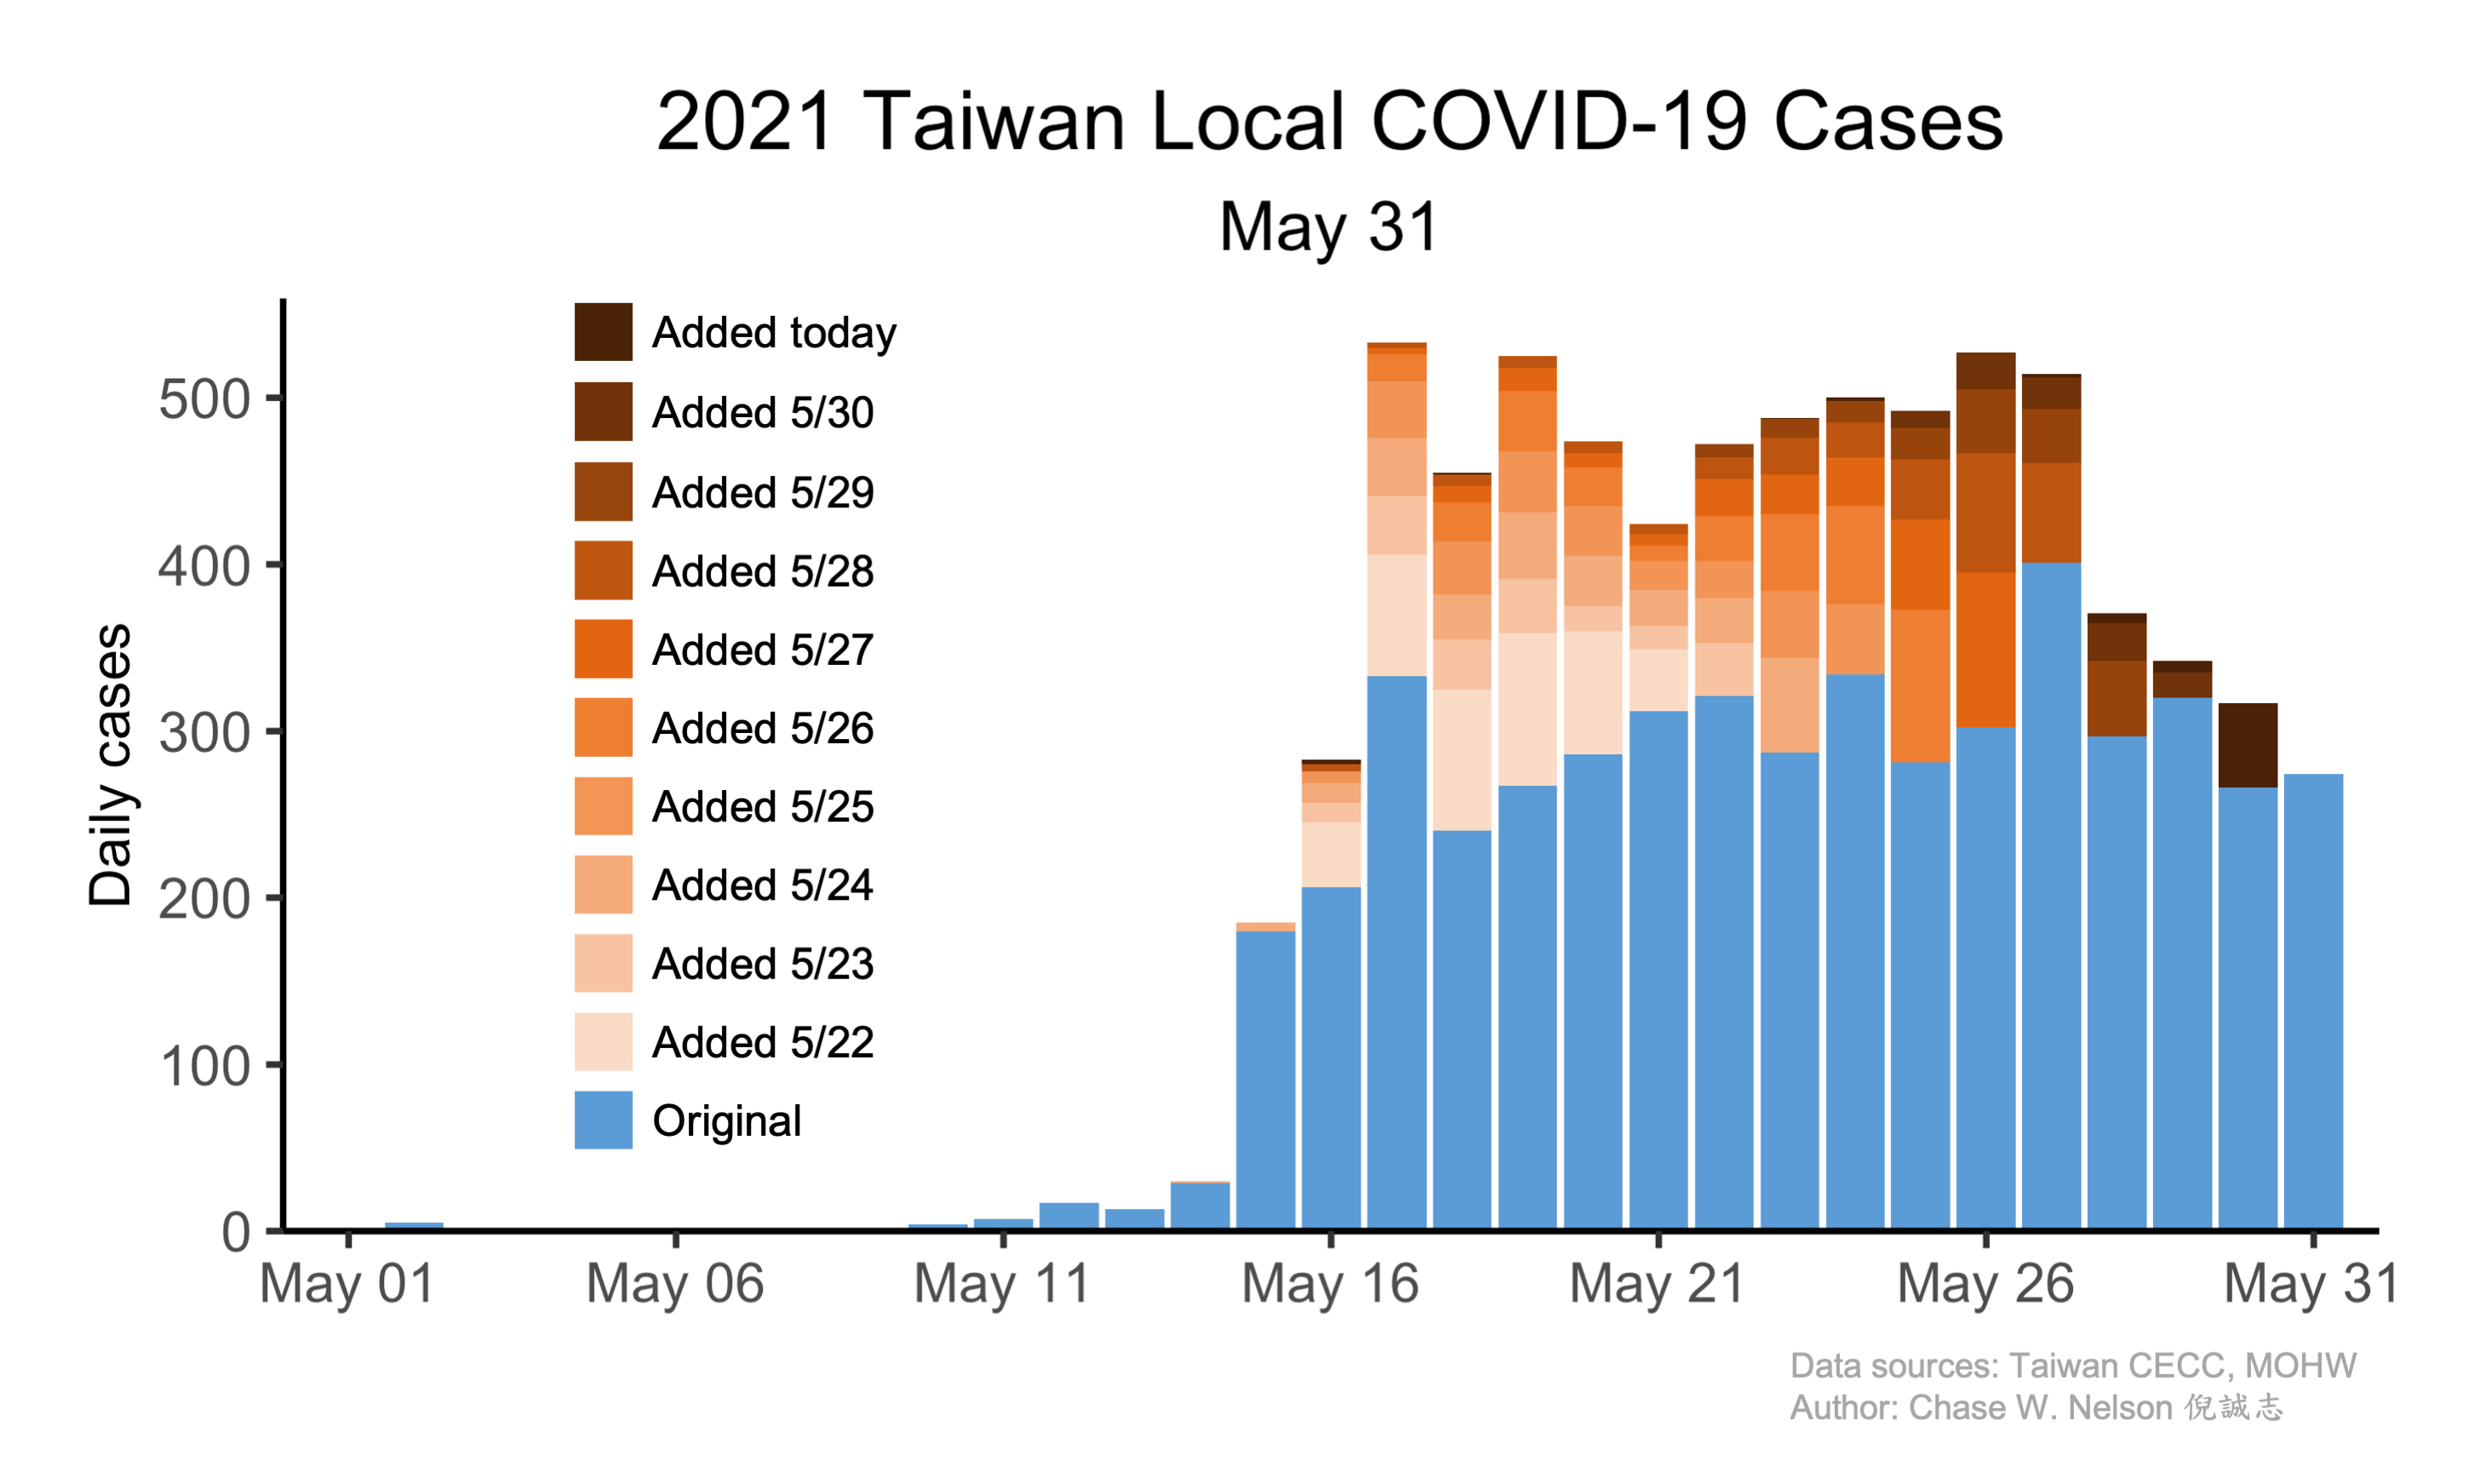 2021 Taiwan Local COVID-19 Cases
May 31
Added today
Added 5/30
Added 5/29
Added 5/28
Added 5/27
Added 5/26
Added 5/25
Added 5/24
Added 5/23
Added 5/22
Original
Daily cases
500
400
300
200
100
0
May 01
May 06
May 11
May 16
May 21
May 26
May 31
Data sources: Taiwan CECC, MOHW
Author: Chase W. Nelson 倪誠志